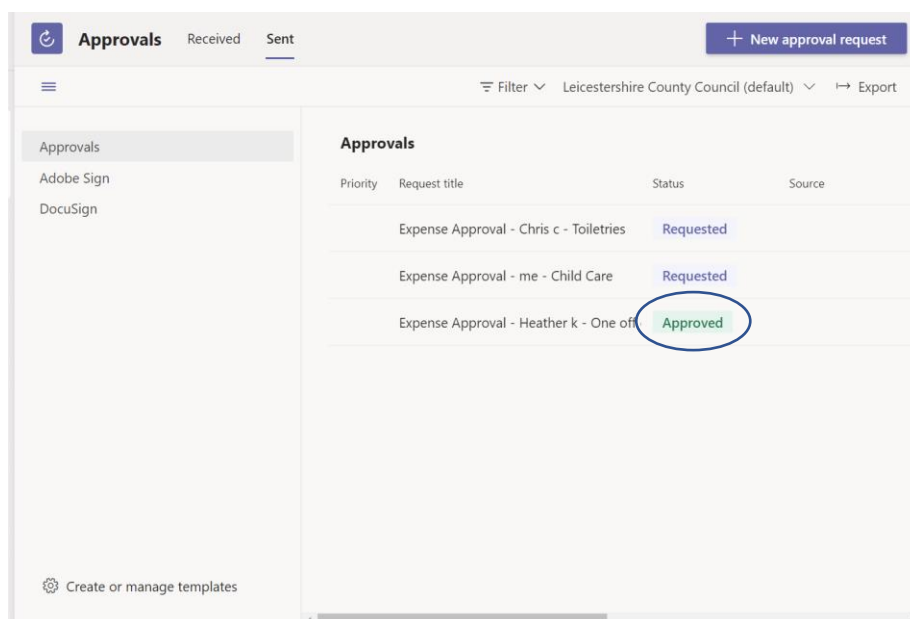 Approvals Received Sent + New approval request
Filter Leicestershire County Council (default) Export
Approvals
Adobe Sign
DocuSign
Approvals
Priority Request title Status Source
Expense Approval - Chris c - Toiletries Requested
Expense Approval - me - Child Care Requested
Expense Approval - Heather k - One off Approved
Create or manage templates